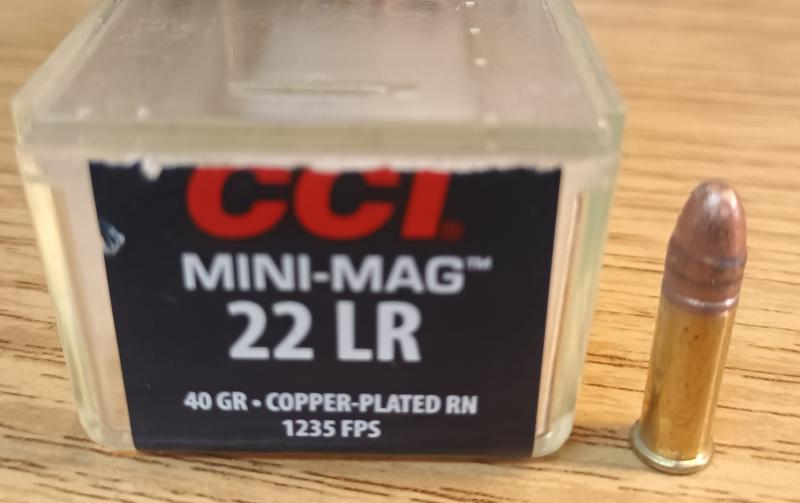 CCI®
MINI-MAG™
22 LR
40 GR • COPPER-PLATED RN
1235 FPS